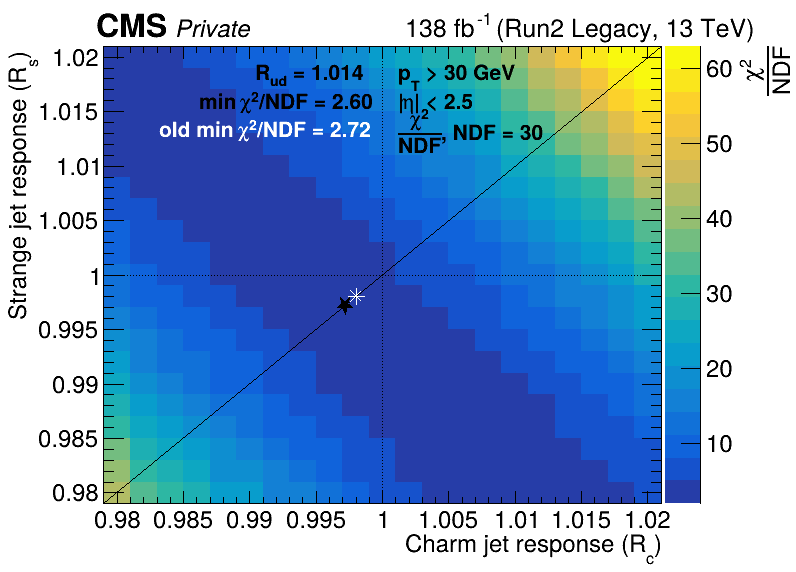 CMS Private 138 fb⁻¹ (Run2 Legacy, 13 TeV)
R_ud = 1.014
min χ²/NDF = 2.60
old min χ²/NDF = 2.72
p_T > 30 GeV
|η| < 2.5
χ²/NDF, NDF = 30
Strange jet response (R_s)
1.02
1.015
1.01
1.005
1
0.995
0.99
0.985
0.98
0.98 0.985 0.99 0.995 1 1.005 1.01 1.015 1.02
Charm jet response (R_c)
χ²/NDF
60
50
40
30
20
10